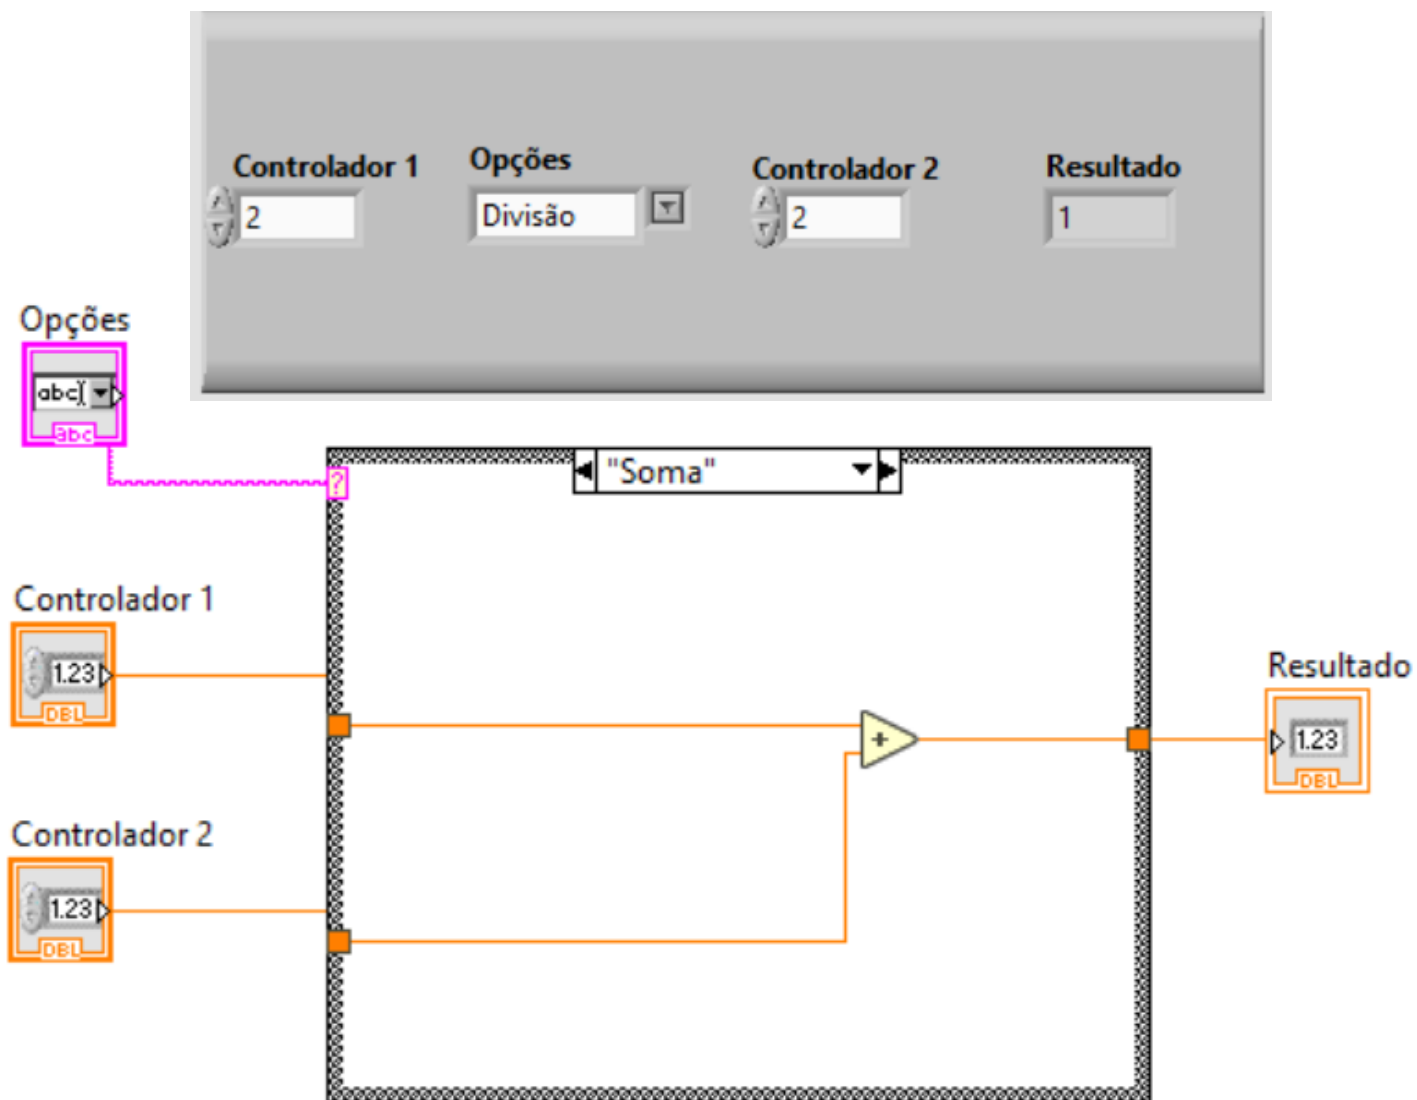 Controlador 1
Opções
Controlador 2
Resultado
2
Divisão
2
1
Opções
abc
abc
"Soma"
?
Controlador 1
1.23
DBL
+
Resultado
1.23
DBL
Controlador 2
1.23
DBL